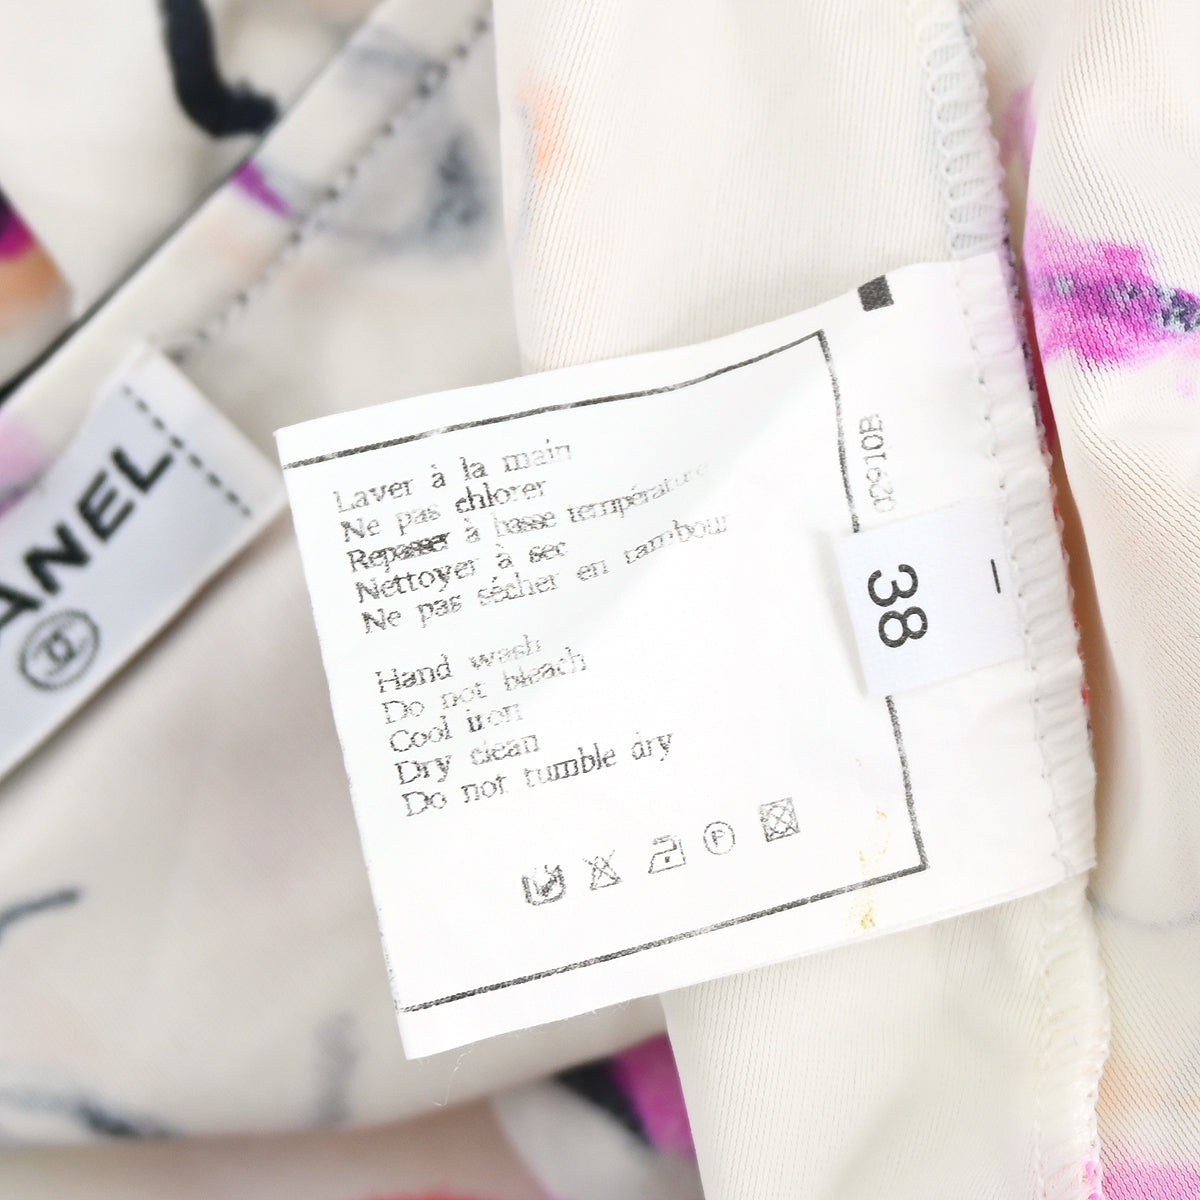 ANEL
Laver à la main
Ne pas chlorer
Repasser à basse température
Nettoyer à sec
Ne pas sécher en tambour
Hand wash
Do not bleach
Cool iron
Dry clean
Do not tumble dry
P
02910B
38